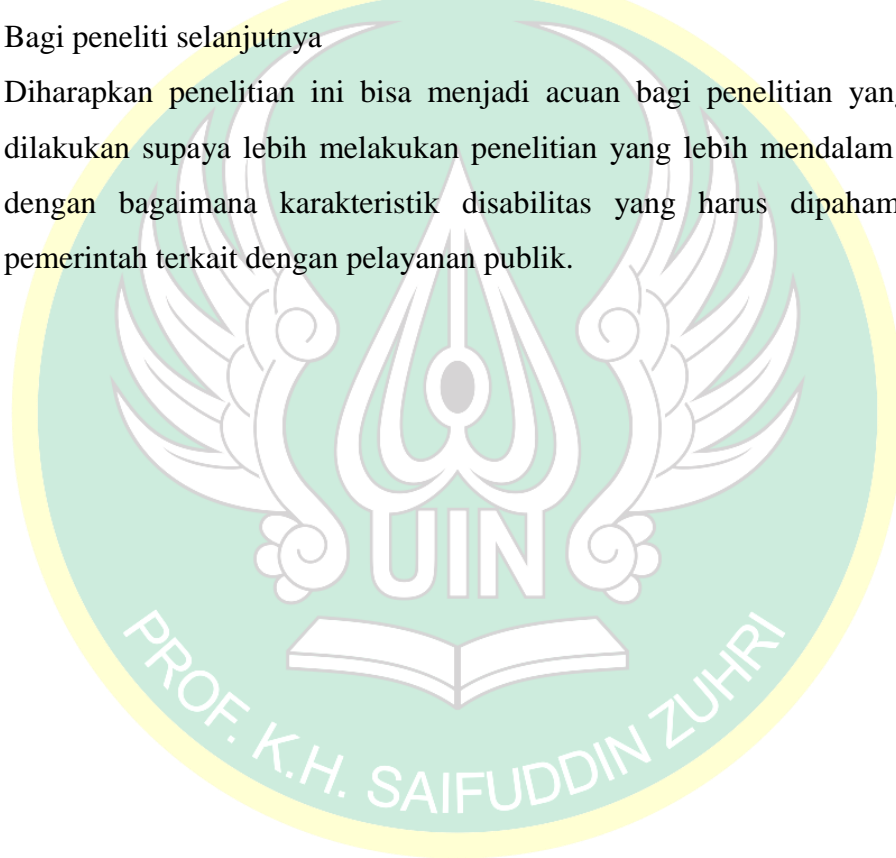 Bagi peneliti selanjutnya
Diharapkan penelitian ini bisa menjadi acuan bagi penelitian yang
dilakukan supaya lebih melakukan penelitian yang lebih mendalam
dengan bagaimana karakteristik disabilitas yang harus
pemerintah terkait dengan pelayanan publik.
UIN
PROF. K.H. SAIFUDDIN ZUHRI